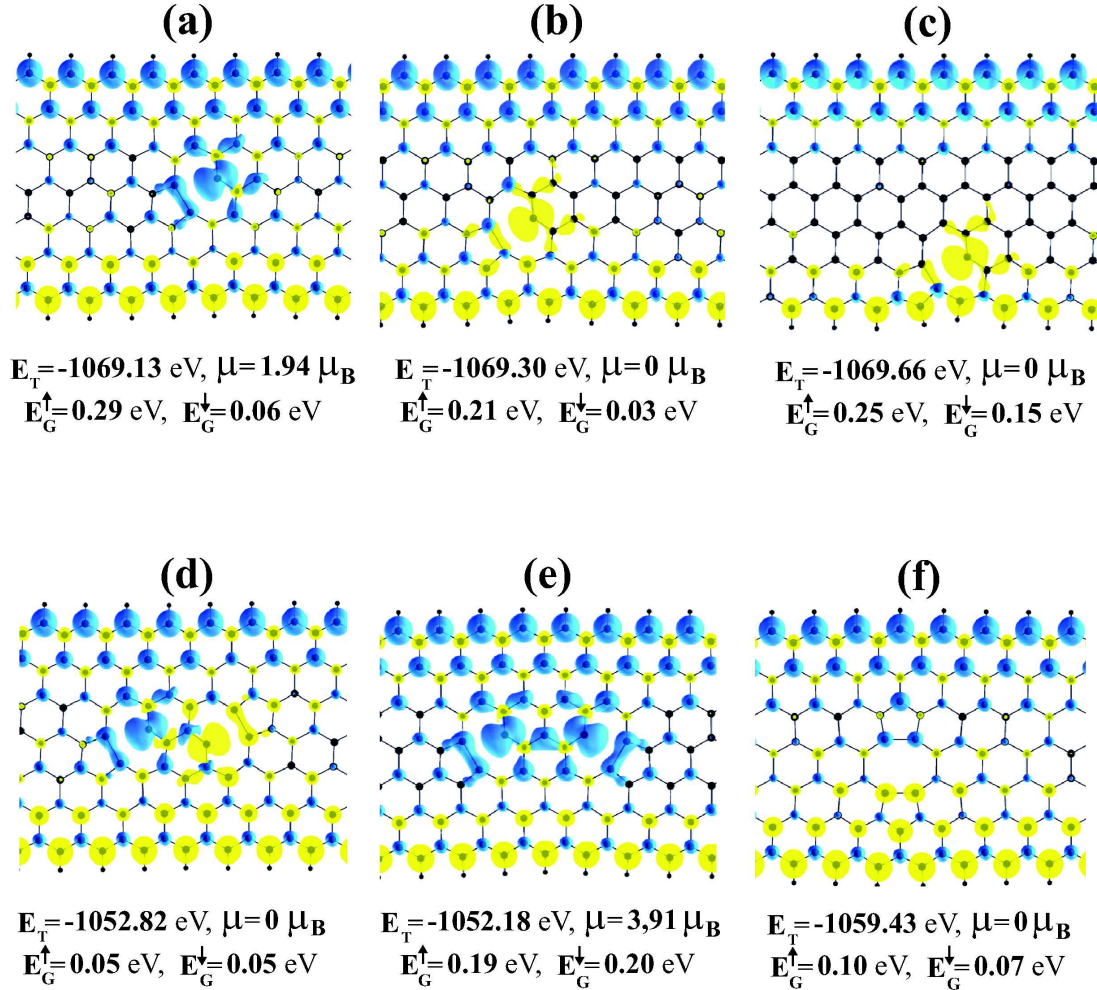 (a) (b) (c)
E_T=-1069.13 eV, μ=1.94 μ_B
E_G^↑=0.29 eV, E_G^↓=0.06 eV
E_T=-1069.30 eV, μ=0 μ_B
E_G^↑=0.21 eV, E_G^↓=0.03 eV
E_T=-1069.66 eV, μ=0 μ_B
E_G^↑=0.25 eV, E_G^↓=0.15 eV
(d) (e) (f)
E_T=-1052.82 eV, μ=0 μ_B
E_G^↑=0.05 eV, E_G^↓=0.05 eV
E_T=-1052.18 eV, μ=3,91 μ_B
E_G^↑=0.19 eV, E_G^↓=0.20 eV
E_T=-1059.43 eV, μ=0 μ_B
E_G^↑=0.10 eV, E_G^↓=0.07 eV